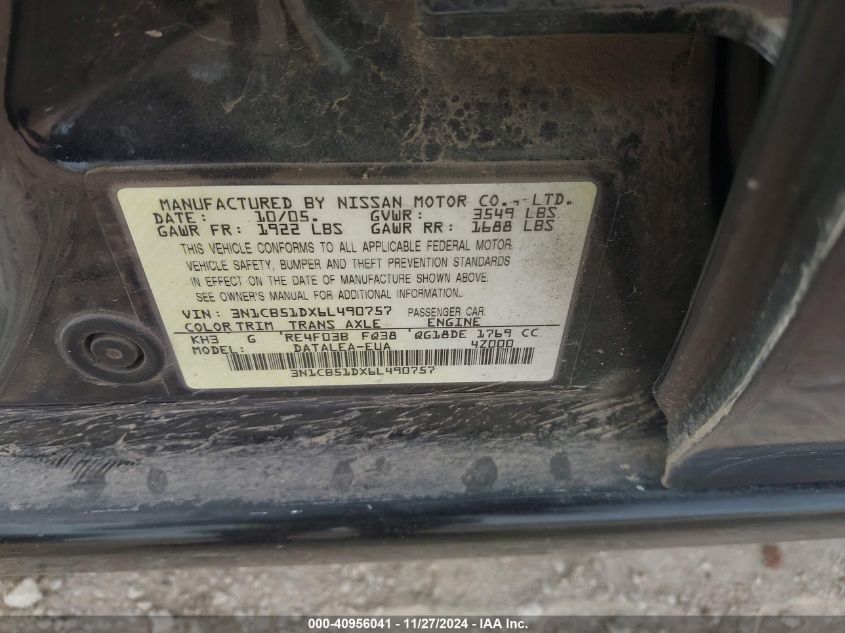 MANUFACTURED BY NISSAN MOTOR CO., LTD.
DATE: 10/05. GVWR: 3549 LBS
GAWR FR: 1922 LBS GAWR RR: 1688 LBS
THIS VEHICLE CONFORMS TO ALL APPLICABLE FEDERAL MOTOR
VEHICLE SAFETY, BUMPER AND THEFT PREVENTION STANDARDS
IN EFFECT ON THE DATE OF MANUFACTURE SHOWN ABOVE.
SEE OWNER'S MANUAL FOR ADDITIONAL INFORMATION.
VIN: 3N1CB51DX6L490757 PASSENGER CAR.
COLOR TRIM TRANS AXLE ENGINE
KH3 G RE4F03B FQ38 QG18DE 1769 CC
MODEL: DATALEA-EUA 4Z000
3N1CB51DX6L490757
000-40956041 - 11/27/2024 - IAAI.COM.